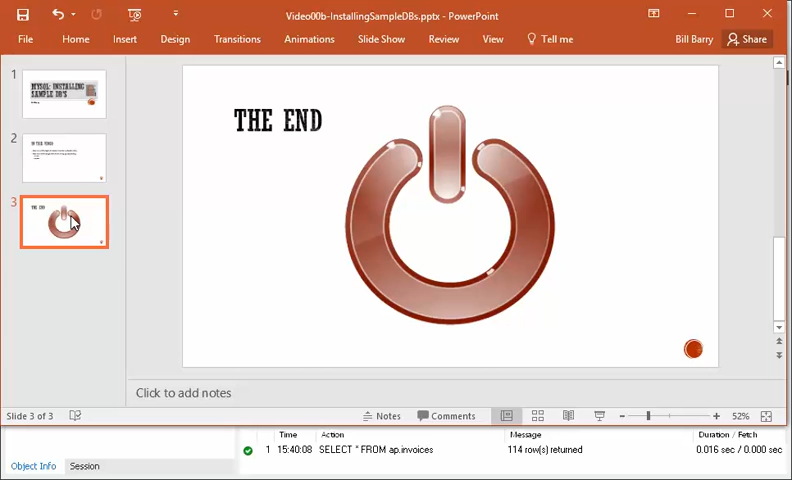 Video00b-InstallingSampleDBs.pptx - PowerPoint
File Home Insert Design Transitions Animations Slide Show Review View Tell me Bill Barry Share
1
MYSQL: INSTALLING
SAMPLE DB'S
2
3
THE END
THE END
Click to add notes
Slide 3 of 3 Notes Comments 52%
Time Action Message Duration / Fetch
1 15:40:08 SELECT * FROM ap.invoices 114 row(s) returned 0.016 sec / 0.000 sec
Object Info Session